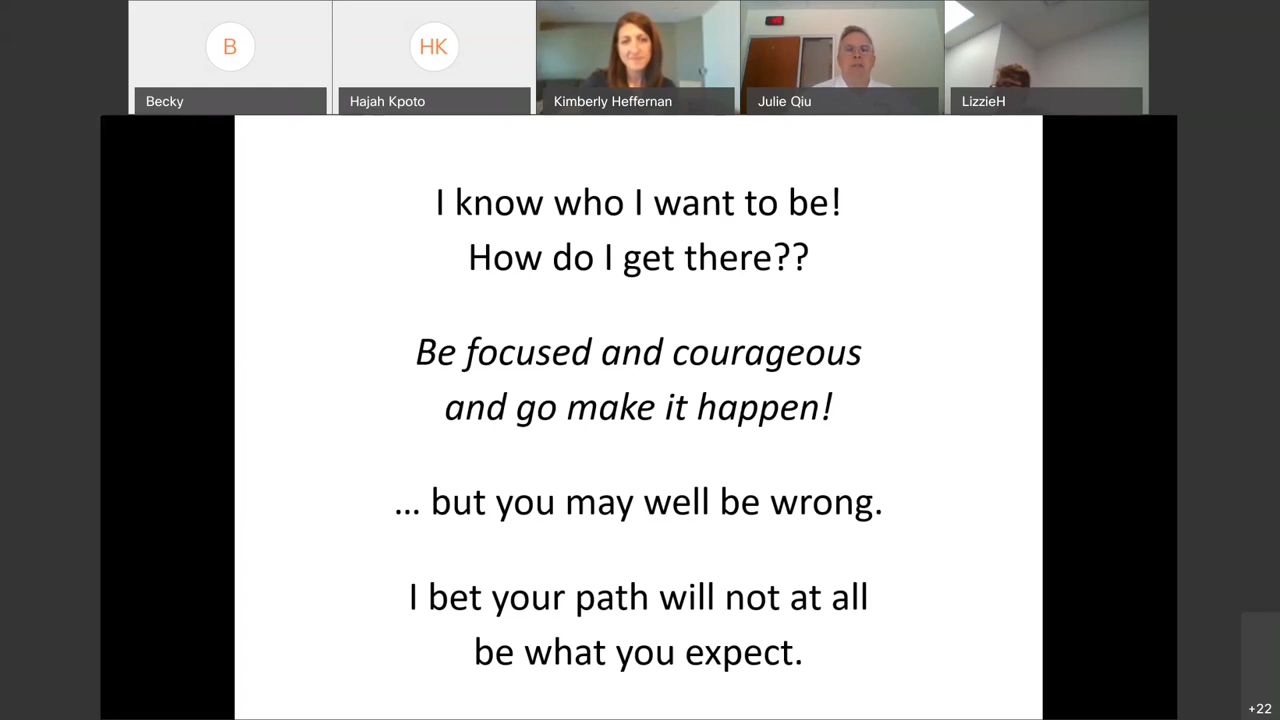 B
HK
Becky
Hajah Kpoto
Kimberly Heffernan
Julie Qiu
LizzieH
I know who I want to be!
How do I get there??
Be focused and courageous
and go make it happen!
... but you may well be wrong.
I bet your path will not at all
be what you expect.
+22